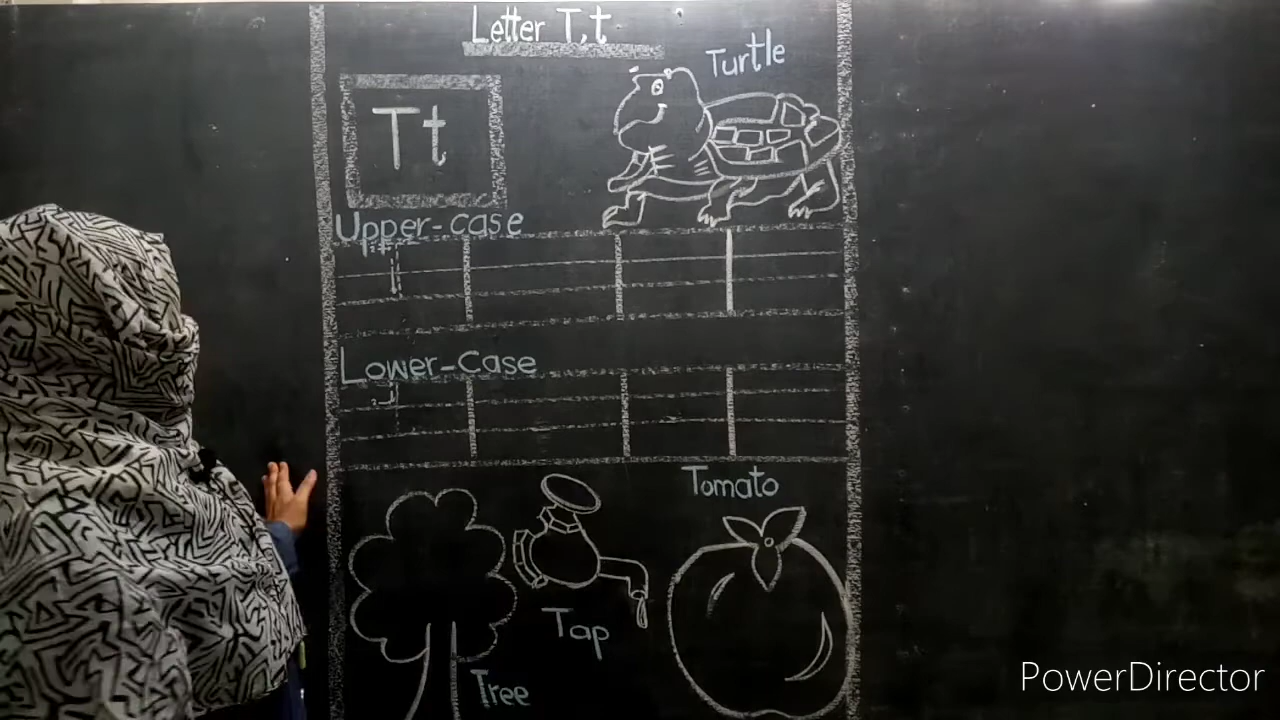 Letter T,t
Turtle
Tt
Upper-case
Lower-Case
Tomato
Tap
Tree
PowerDirector